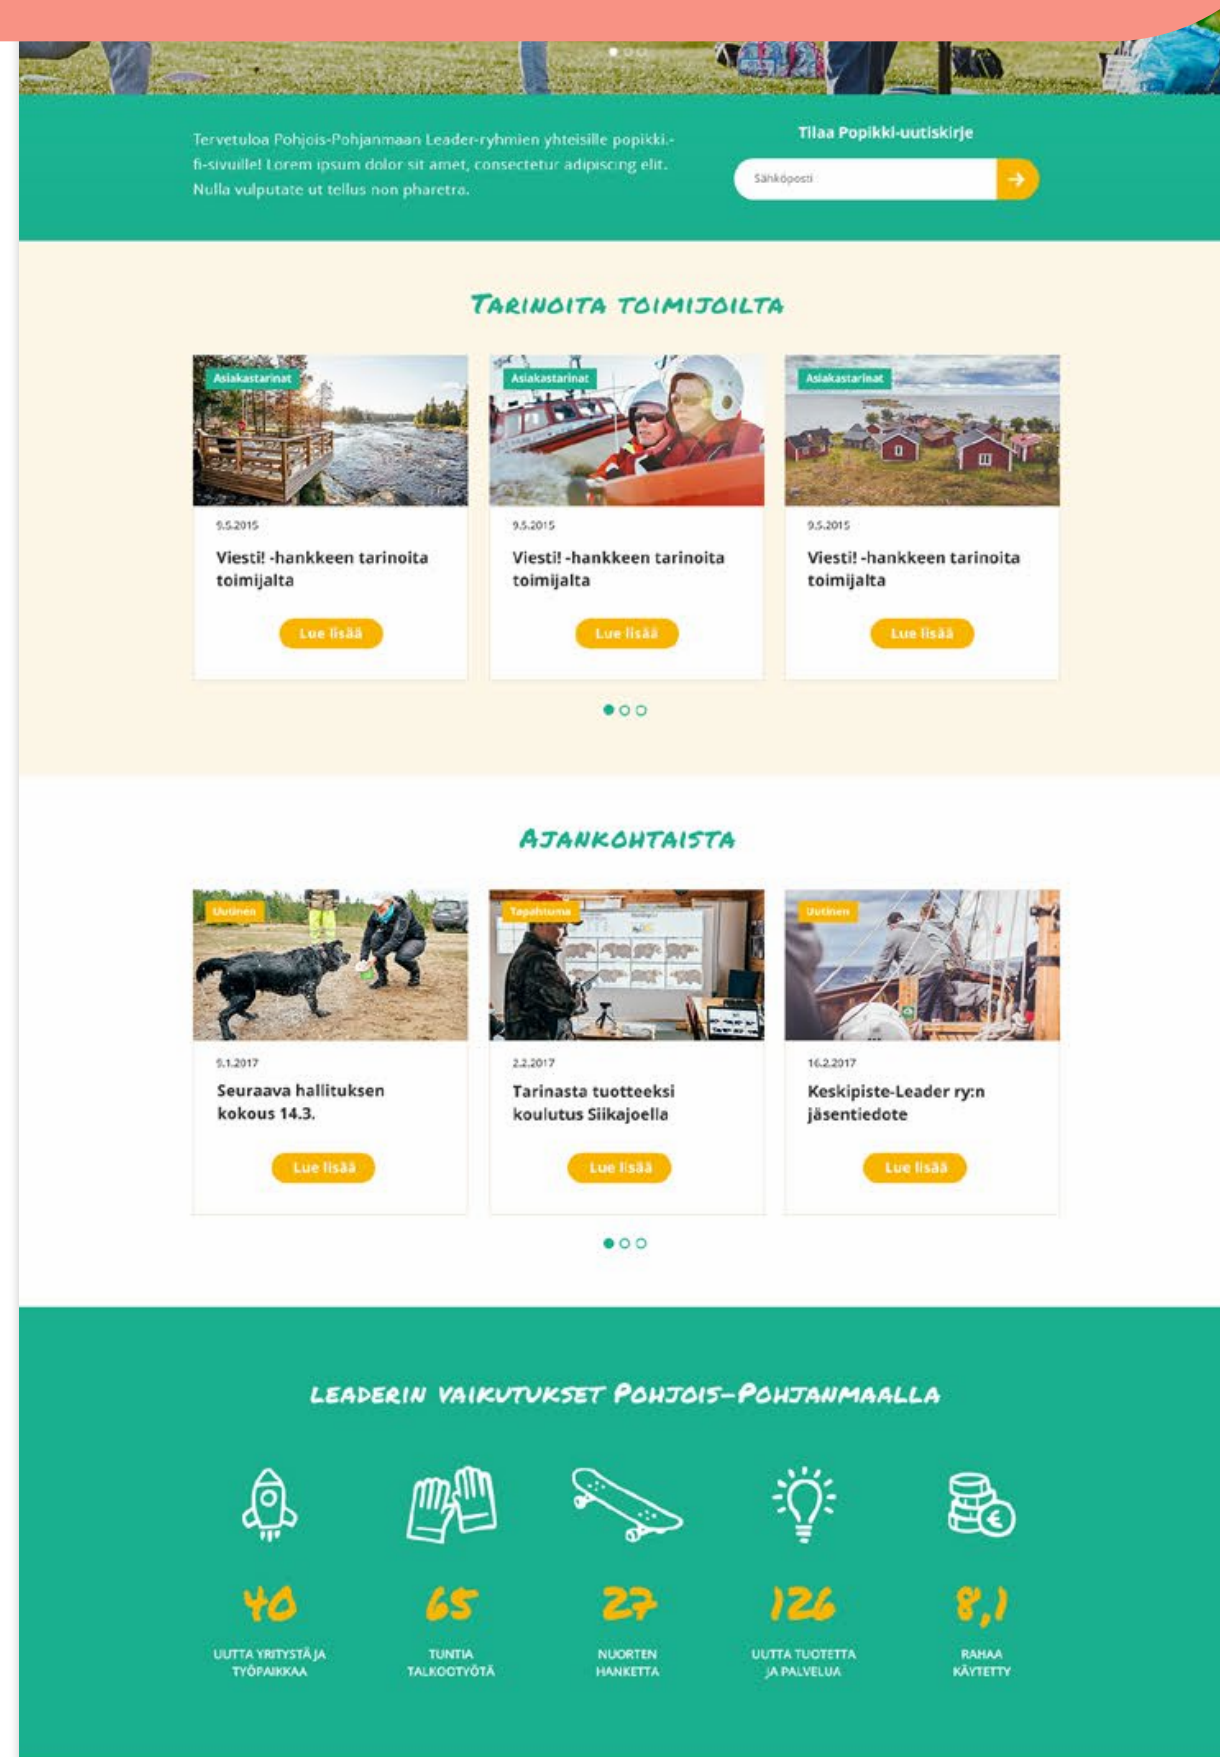 Tervetuloa Pohjois-Pohjanmaan Leader-ryhmien yhteisille popikki.-
fi-sivuille! Lorem ipsum dolor sit amet, consectetur adipiscing elit.
Nulla vulputate ut tellus non pharetra.
Tilaa Popikki-uutiskirje
Sähköposti
TARINOITA TOIMIJOILTA
Asiakastarinat
9.5.2015
Viesti! -hankkeen tarinoita
toimijalta
Lue lisää
Asiakastarinat
9.5.2015
Viesti! -hankkeen tarinoita
toimijalta
Lue lisää
Asiakastarinat
9.5.2015
Viesti! -hankkeen tarinoita
toimijalta
Lue lisää
AJANKOHTAISTA
Uutinen
9.1.2017
Seuraava hallituksen
kokous 14.3.
Lue lisää
Tapahtuma
2.2.2017
Tarinasta tuotteeksi
koulutus Siikajoella
Lue lisää
Uutinen
16.2.2017
Keskipiste-Leader ry:n
jäsentiedote
Lue lisää
LEADERIN VAIKUTUKSET POHJOIS-POHJANMAALLA
40
UUTTA YRITYSTÄ JA
TYÖPAIKKAA
65
TUNTIA
TALKOOTYÖTÄ
27
NUORTEN
HANKETTA
126
UUTTA TUOTETTA
JA PALVELUA
8,1
RAHAA
KÄYTETTY